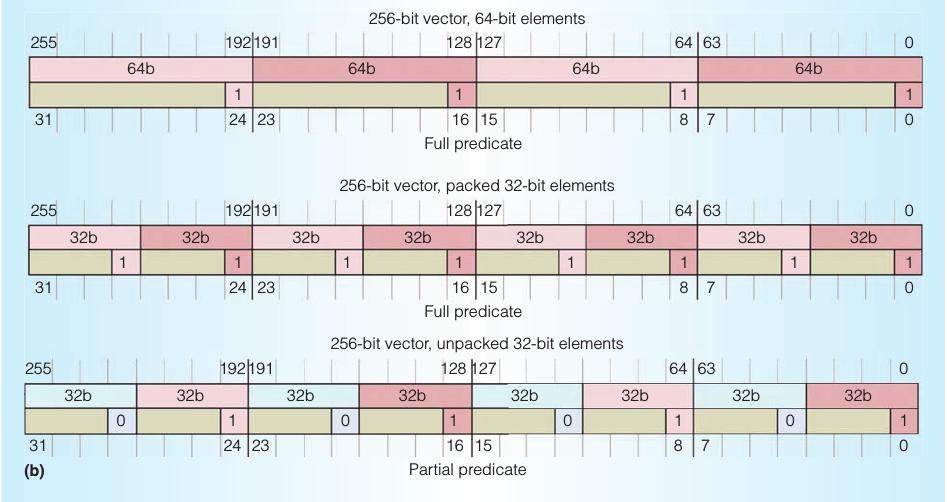 256-bit vector, 64-bit elements
255 192 191 128 127 64 63 0
64b 64b 64b 64b
1 1 1 1
31 24 23 16 15 8 7 0
Full predicate
256-bit vector, packed 32-bit elements
255 192 191 128 127 64 63 0
32b 32b 32b 32b 32b 32b 32b 32b
1 1 1 1 1 1 1 1
31 24 23 16 15 8 7 0
Full predicate
256-bit vector, unpacked 32-bit elements
255 192 191 128 127 64 63 0
32b 32b 32b 32b 32b 32b 32b 32b
0 1 0 1 0 1 0 1
31 24 23 16 15 8 7 0
(b) Partial predicate